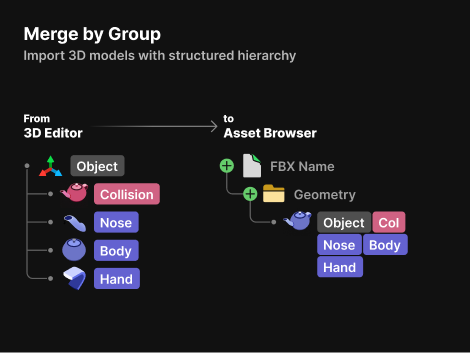 Merge by Group
Import 3D models with structured hierarchy
From
3D Editor
to
Asset Browser
Object
Collision
Nose
Body
Hand
FBX Name
Geometry
Object Col
Nose Body
Hand